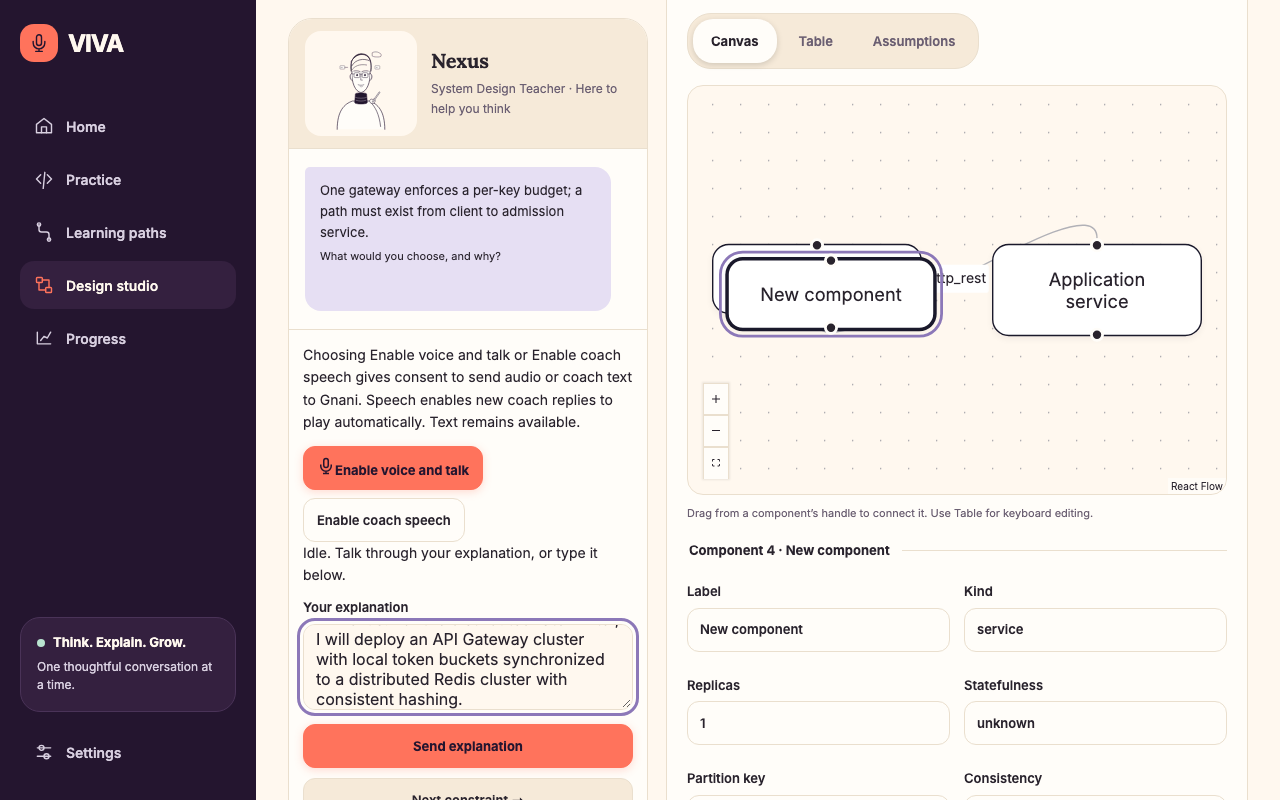 VIVA
Home
Practice
Learning paths
Design studio
Progress
Think. Explain. Grow.
One thoughtful conversation at
a time.
Settings
Nexus
System Design Teacher · Here to
help you think
One gateway enforces a per-key budget; a
path must exist from client to admission
service.
What would you choose, and why?
Choosing Enable voice and talk or Enable coach
speech gives consent to send audio or coach text
to Gnani. Speech enables new coach replies to
play automatically. Text remains available.
Enable voice and talk
Enable coach speech
Idle. Talk through your explanation, or type it
below.
Your explanation
I will deploy an API Gateway cluster
with local token buckets synchronized
to a distributed Redis cluster with
consistent hashing.
Send explanation
Next constraint →
Canvas
Table
Assumptions
New component
ttp_rest
Application
service
React Flow
Drag from a component’s handle to connect it. Use Table for keyboard editing.
Component 4 · New component
Label
Kind
New component
service
Replicas
Statefulness
1
unknown
Partition key
Consistency